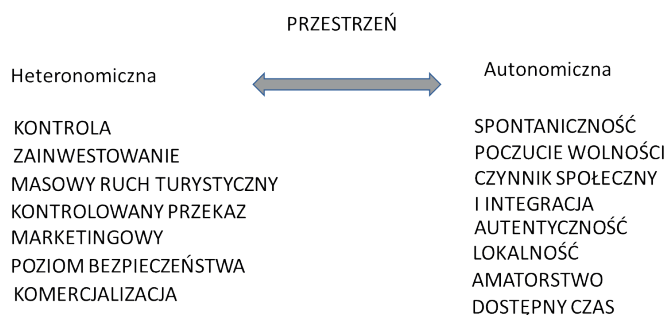 PRZESTRZEŃ
Heteronomiczna
KONTROLA
ZAINWESTOWANIE
MASOWY RUCH TURYSTYCZNY
KONTROLOWANY PRZEKAZ
MARKETINGOWY
POZIOM BEZPIECZEŃSTWA
KOMERCJALIZACJA
Autonomiczna
SPONTANICZNOŚĆ
POCZUCIE WOLNOŚCI
CZYNNIK SPOŁECZNY
I INTEGRACJA
AUTENTYCZNOŚĆ
LOKALNOŚĆ
AMATORSTWO
DOSTĘPNY CZAS